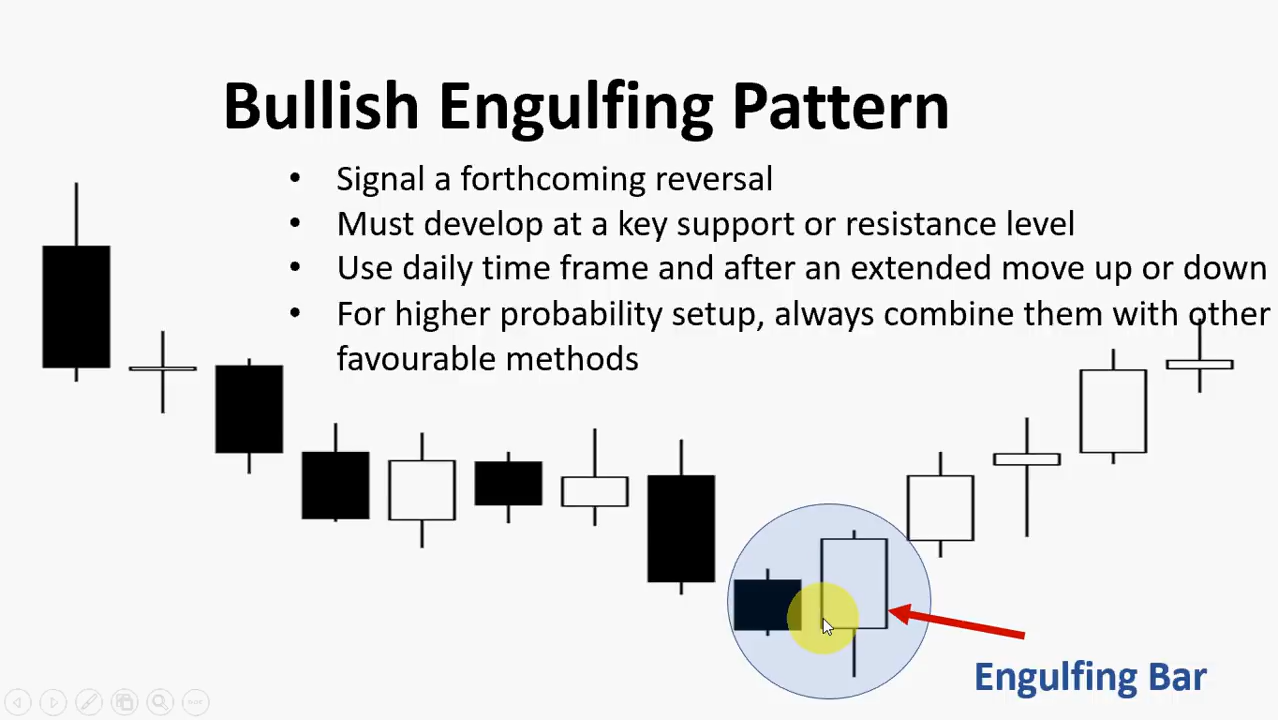 Bullish Engulfing Pattern
• Signal a forthcoming reversal
• Must develop at a key support or resistance level
• Use daily time frame and after an extended move up or down
• For higher probability setup, always combine them with other
favourable methods
Engulfing Bar